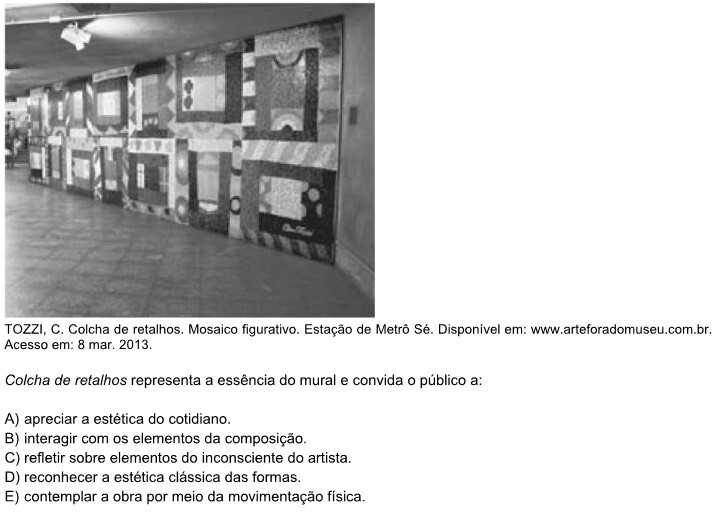 TOZZI, C. Colcha de retalhos. Mosaico figurativo. Estação de Metrô Sé. Disponível em: www.arteforadomuseu.com.br.
Acesso em: 8 mar. 2013.
Colcha de retalhos representa a essência do mural e convida o público a:
A) apreciar a estética do cotidiano.
B) interagir com os elementos da composição.
C) refletir sobre elementos do inconsciente do artista.
D) reconhecer a estética clássica das formas.
E) contemplar a obra por meio da movimentação física.